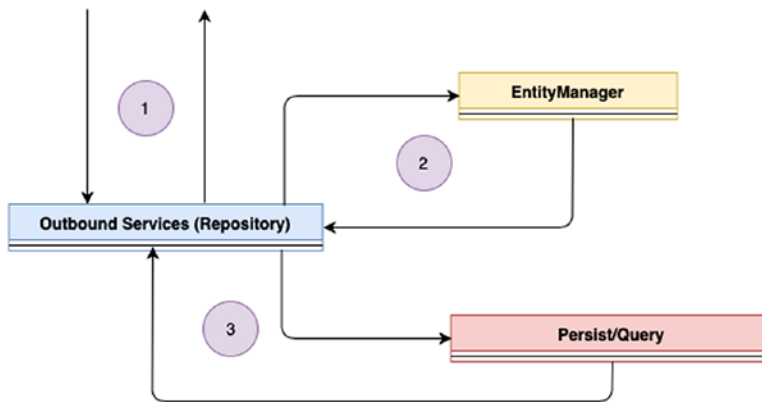 1
EntityManager
2
Outbound Services (Repository)
3
Persist/Query